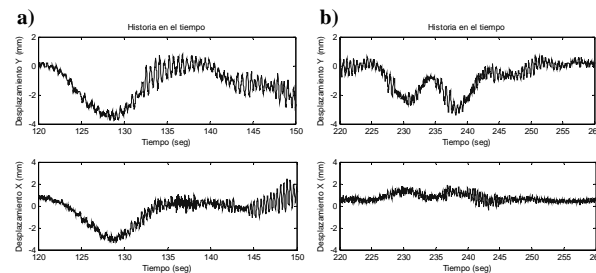 a)
b)
Historia en el tiempo
Historia en el tiempo
Desplazamiento Y (mm)
2
0
-2
-4
120 125 130 135 140 145 150
Tiempo (seg)
Desplazamiento Y (mm)
2
0
-2
-4
220 225 230 235 240 245 250 255 260
Tiempo (seg)
Desplazamiento X (mm)
4
2
0
-2
-4
120 125 130 135 140 145 150
Tiempo (seg)
Desplazamiento X (mm)
4
2
0
-2
-4
220 225 230 235 240 245 250 255 260
Tiempo (seg)